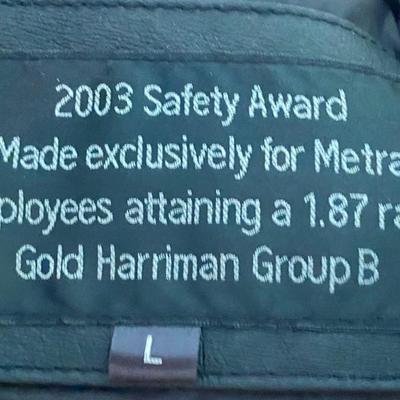 2003 Safety Award
Made exclusively for Metra
ployees attaining a 1.87 ra
Gold Harriman Group B
L